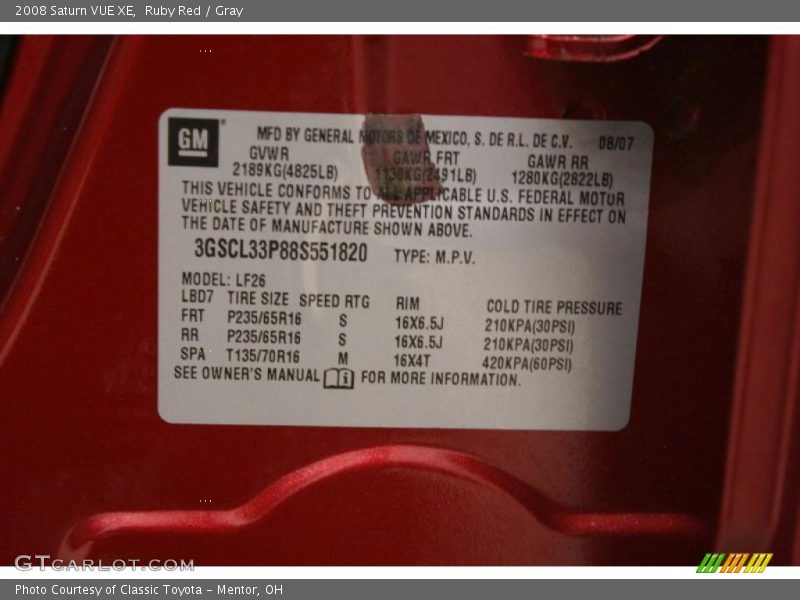 2008 Saturn VUE XE, Ruby Red / Gray
GM
MFD BY GENERAL MOTORS DE MEXICO, S. DE R.L. DE C.V. 08/07
GVWR GAWR FRT GAWR RR
2189KG(4825LB) 1130KG(2491LB) 1280KG(2822LB)
THIS VEHICLE CONFORMS TO ALL APPLICABLE U.S. FEDERAL MOTOR
VEHICLE SAFETY AND THEFT PREVENTION STANDARDS IN EFFECT ON
THE DATE OF MANUFACTURE SHOWN ABOVE.
3GSCL33P88S551820 TYPE: M.P.V.
MODEL: LF26
LBD7 TIRE SIZE SPEED RTG RIM COLD TIRE PRESSURE
FRT P235/65R16 S 16X6.5J 210KPA(30PSI)
RR P235/65R16 S 16X6.5J 210KPA(30PSI)
SPA T135/70R16 M 16X4T 420KPA(60PSI)
SEE OWNER'S MANUAL FOR MORE INFORMATION.
GTCARLOT.COM
Photo Courtesy of Classic Toyota - Mentor, OH